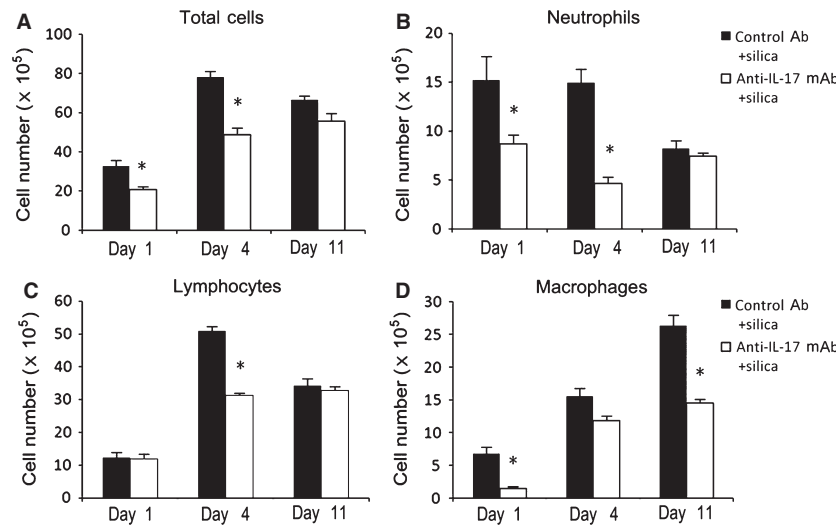 A Total cells
Cell number (× 10⁵)
100
80
60
40
20
0
*
*
Day 1 Day 4 Day 11
B Neutrophils
Cell number (× 10⁵)
20
15
10
5
0
*
*
Day 1 Day 4 Day 11
Control Ab
+silica
Anti-IL-17 mAb
+silica
C Lymphocytes
Cell number (× 10⁵)
60
50
40
30
20
10
0
*
Day 1 Day 4 Day 11
D Macrophages
Cell number (× 10⁵)
30
25
20
15
10
5
0
*
*
Day 1 Day 4 Day 11
Control Ab
+silica
Anti-IL-17 mAb
+silica